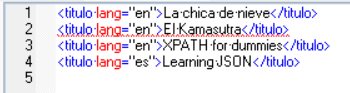 1 <titulo lang="en">La chica de nieve</titulo>
2 <titulo lang="en">El Kamasutra</titulo>
3 <titulo lang="en">XPATH for dummies</titulo>
4 <titulo lang="es">Learning JSON</titulo>
5